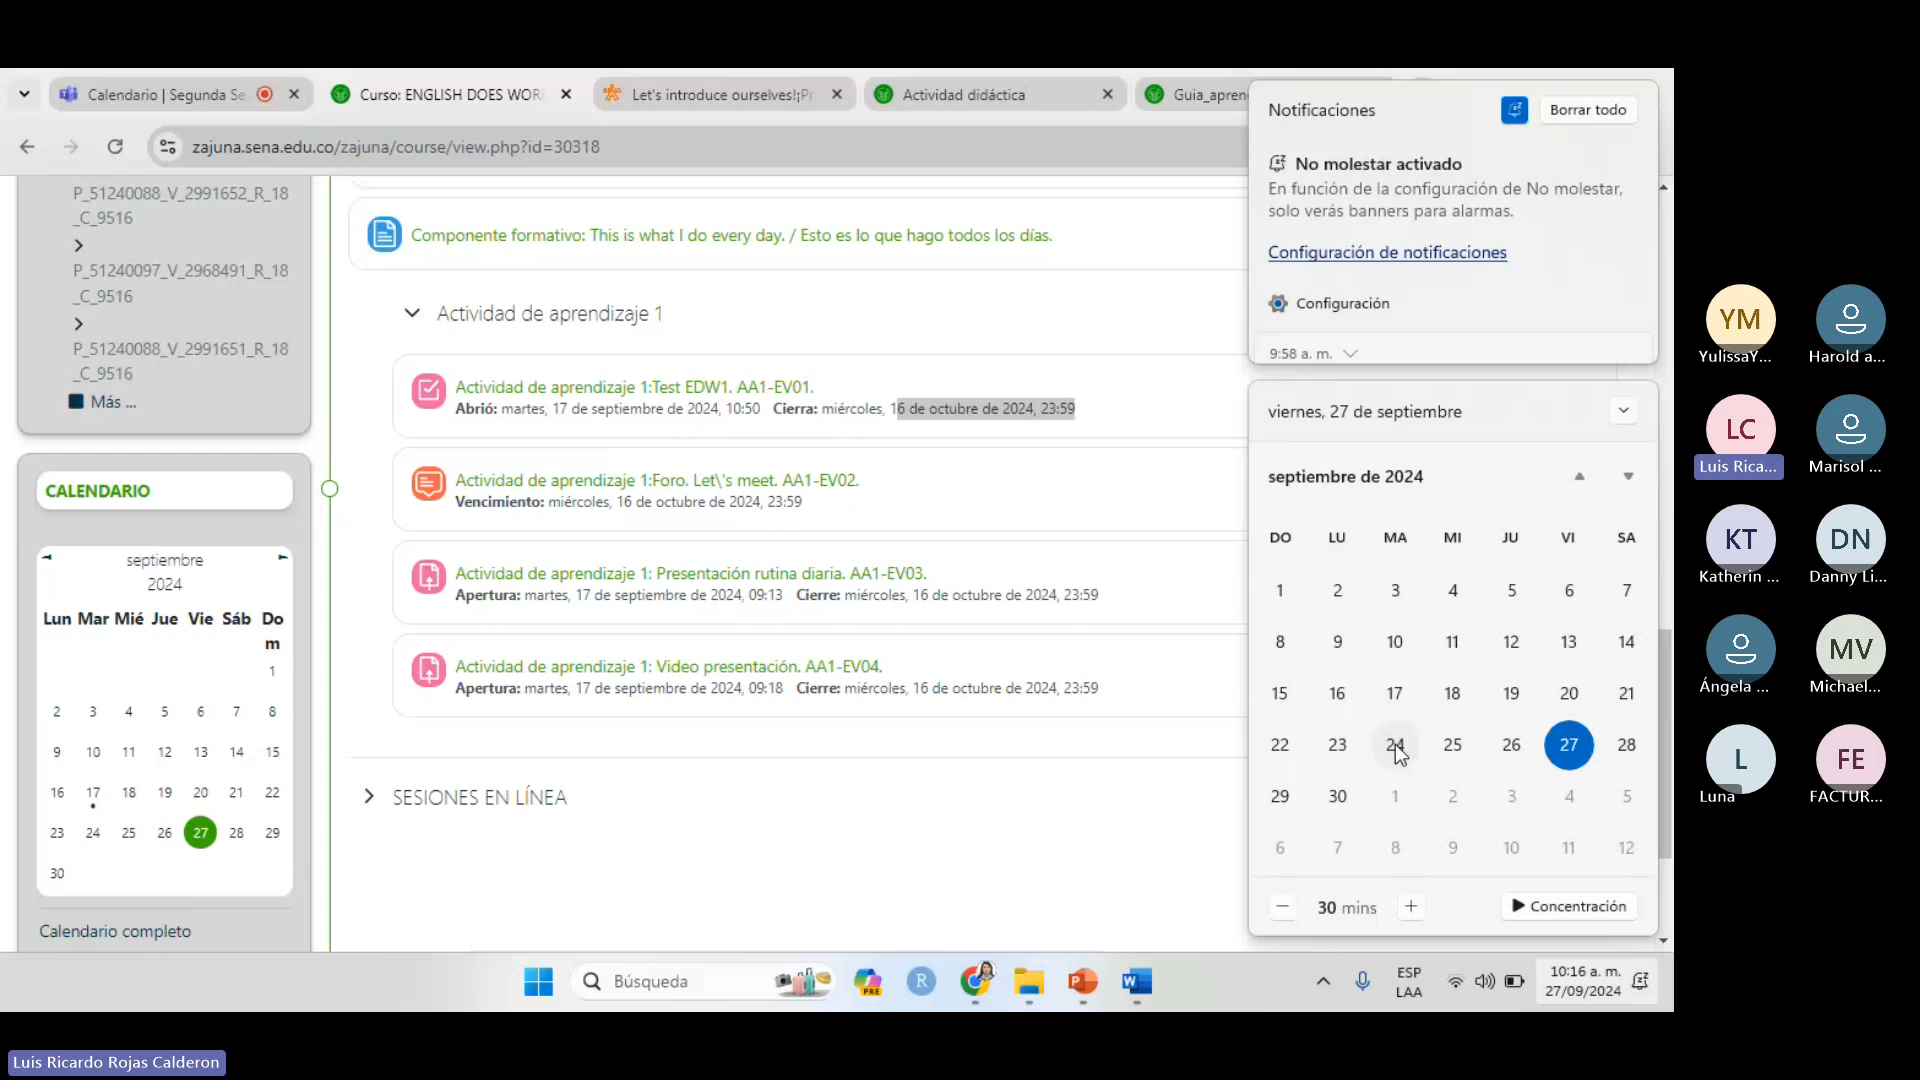 Calendario | Segunda Se
Curso: ENGLISH DOES WOR
Let's introduce ourselves!¡Pr
Actividad didáctica
Guia_apren
zajuna.sena.edu.co/zajuna/course/view.php?id=30318
P_51240088_V_2991652_R_18
_C_9516
P_51240097_V_2968491_R_18
_C_9516
P_51240088_V_2991651_R_18
_C_9516
Más ...
CALENDARIO
septiembre
2024
Lun Mar Mié Jue Vie Sáb Do
m
1
2 3 4 5 6 7 8
9 10 11 12 13 14 15
16 17 18 19 20 21 22
23 24 25 26 27 28 29
30
Calendario completo
Componente formativo: This is what I do every day. / Esto es lo que hago todos los días.
Actividad de aprendizaje 1
Actividad de aprendizaje 1:Test EDW1. AA1-EV01.
Abrió: martes, 17 de septiembre de 2024, 10:50 Cierra: miércoles, 16 de octubre de 2024, 23:59
Actividad de aprendizaje 1:Foro. Let\'s meet. AA1-EV02.
Vencimiento: miércoles, 16 de octubre de 2024, 23:59
Actividad de aprendizaje 1: Presentación rutina diaria. AA1-EV03.
Apertura: martes, 17 de septiembre de 2024, 09:13 Cierre: miércoles, 16 de octubre de 2024, 23:59
Actividad de aprendizaje 1: Video presentación. AA1-EV04.
Apertura: martes, 17 de septiembre de 2024, 09:18 Cierre: miércoles, 16 de octubre de 2024, 23:59
SESIONES EN LÍNEA
Notificaciones
Borrar todo
No molestar activado
En función de la configuración de No molestar,
solo verás banners para alarmas.
Configuración de notificaciones
Configuración
9:58 a. m.
viernes, 27 de septiembre
septiembre de 2024
DO LU MA MI JU VI SA
1 2 3 4 5 6 7
8 9 10 11 12 13 14
15 16 17 18 19 20 21
22 23 24 25 26 27 28
29 30 1 2 3 4 5
6 7 8 9 10 11 12
30 mins
Concentración
Búsqueda
PRE
R
ESP
LAA
10:16 a. m.
27/09/2024
YM
YulissaY...
Harold a...
LC
Luis Rica...
Marisol ...
KT
Katherin ...
DN
Danny Li...
Ángela ...
MV
Michael...
L
Luna
FE
FACTUR...
Luis Ricardo Rojas Calderon